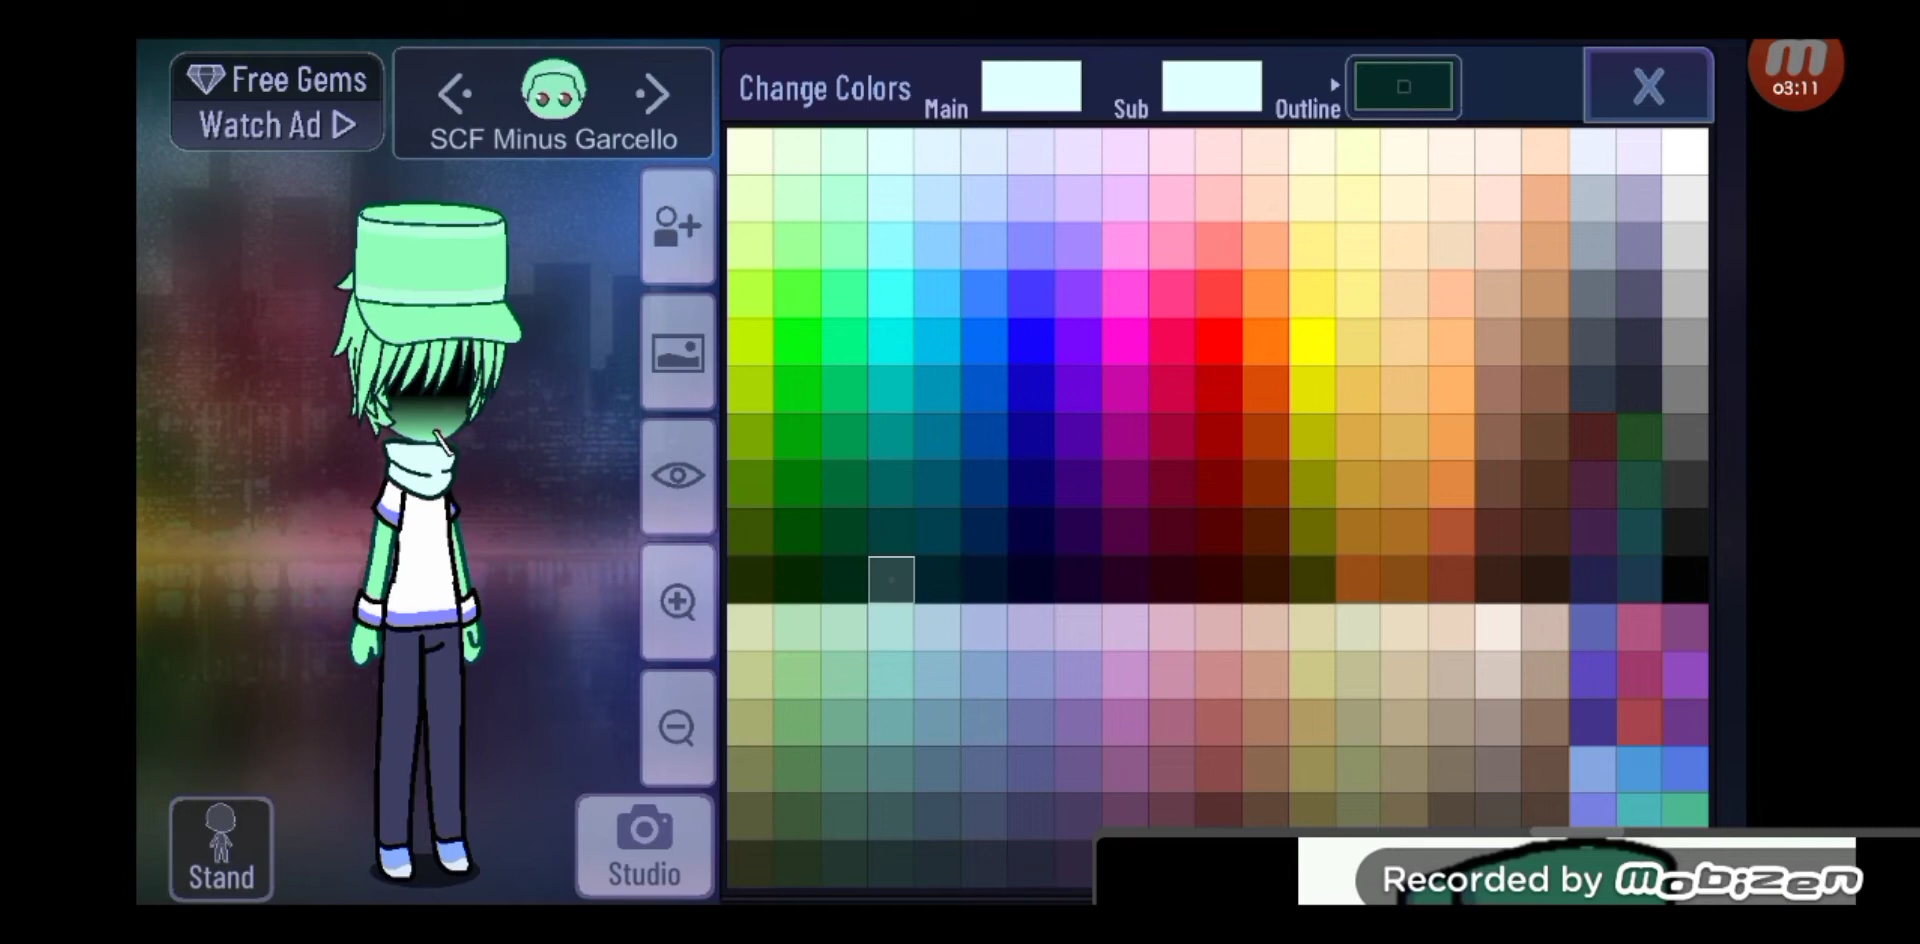 Free Gems
Watch Ad
SCF Minus Garcello
Change Colors
Main
Sub
Outline
X
03:11
Stand
Studio
Recorded by Mobizen